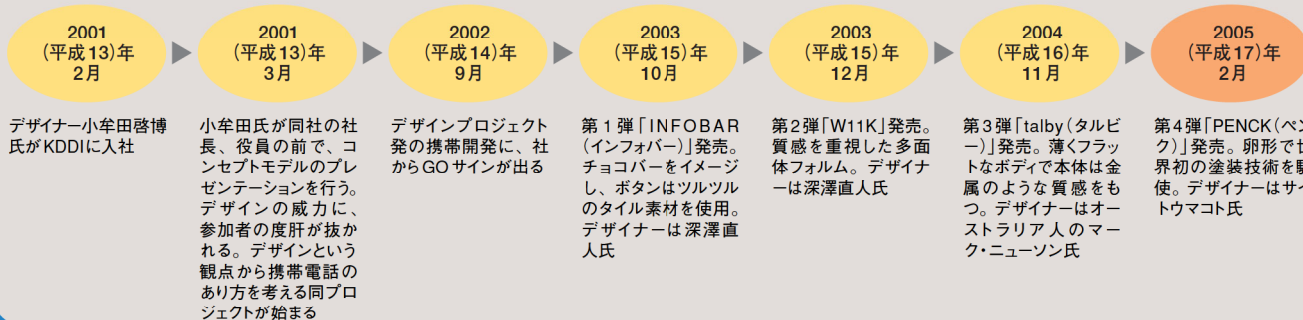 2001
(平成13)年
2月
デザイナー小牟田啓博
氏がKDDIに入社
2001
(平成13)年
3月
小牟田氏が同社の社
長、役員の前で、コ
ンセプトモデルのプレ
ゼンテーションを行う。
デザインの威力に、
参加者の度肝が抜か
れる。デザインという
観点から携帯電話の
あり方を考える同プロ
ジェクトが始まる
2002
(平成14)年
9月
デザインプロジェクト
発の携帯開発に、社
からGOサインが出る
2003
(平成15)年
10月
第1弾「INFOBAR
(インフォバー)」発売。
チョコバーをイメージ
し、ボタンはツルツル
のタイル素材を使用。
デザイナーは深澤直
人氏
2003
(平成15)年
12月
第2弾「W11K」発売。
質感を重視した多面
体フォルム。デザイナ
ーは深澤直人氏
2004
(平成16)年
11月
第3弾「talby(タルビ
ー)」発売。薄くフラッ
トなボディで本体は金
属のような質感をも
つ。デザイナーはオー
ストラリア人のマー
ク・ニューソン氏
2005
(平成17)年
2月
第4弾「PENCK(ペン
ク)」発売。卵形で
界初の塗装技術を
使。デザイナーはサイ
トウマコト氏